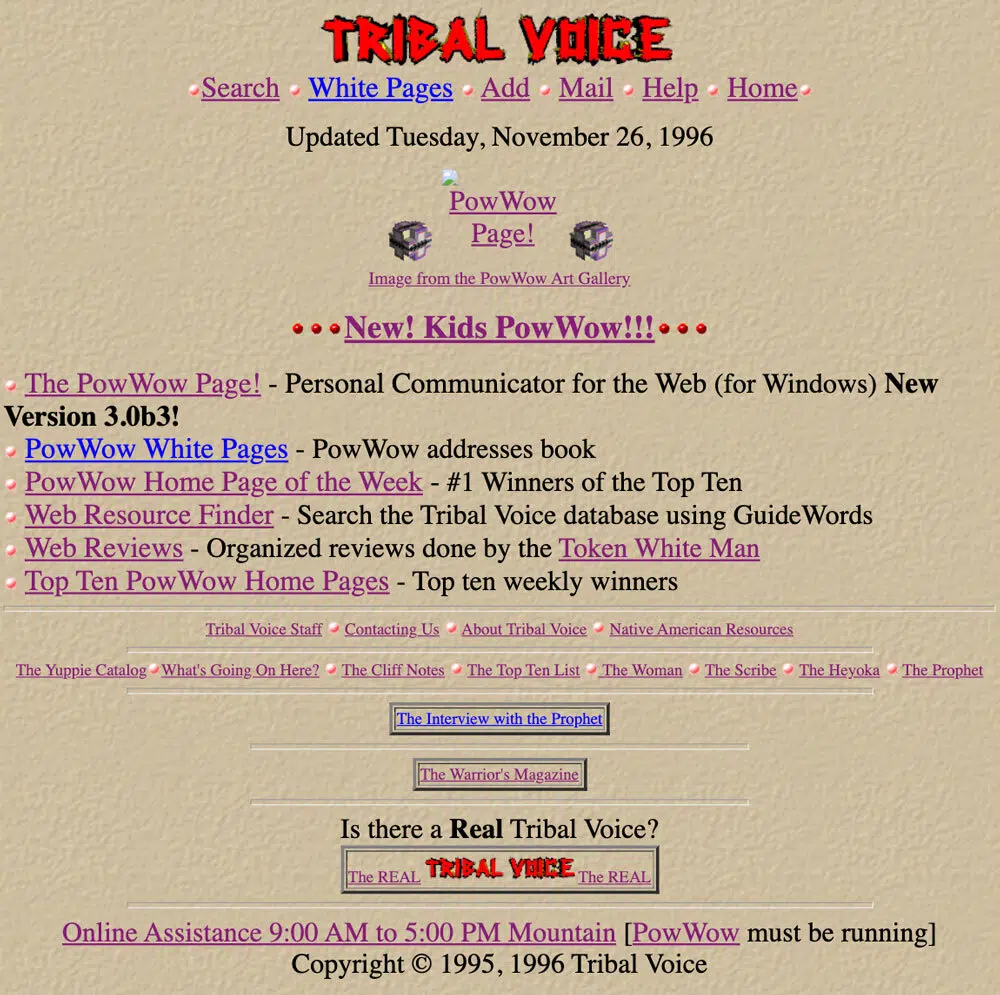 TRIBAL VOICE
Search White Pages Add Mail Help Home
Updated Tuesday, November 26, 1996
PowWow
Page!
Image from the PowWow Art Gallery
New! Kids PowWow!!!
The PowWow Page! - Personal Communicator for the Web (for Windows) New
Version 3.0b3!
PowWow White Pages - PowWow addresses book
PowWow Home Page of the Week - #1 Winners of the Top Ten
Web Resource Finder - Search the Tribal Voice database using GuideWords
Web Reviews - Organized reviews done by the Token White Man
Top Ten PowWow Home Pages - Top ten weekly winners
Tribal Voice Staff Contacting Us About Tribal Voice Native American Resources
The Yuppie Catalog What's Going On Here? The Cliff Notes The Top Ten List The Woman The Scribe The Heyoka The Prophet
The Interview with the Prophet
The Warrior's Magazine
Is there a Real Tribal Voice?
The REAL TRIBAL VOICE The REAL
Online Assistance 9:00 AM to 5:00 PM Mountain [PowWow must be running]
Copyright © 1995, 1996 Tribal Voice